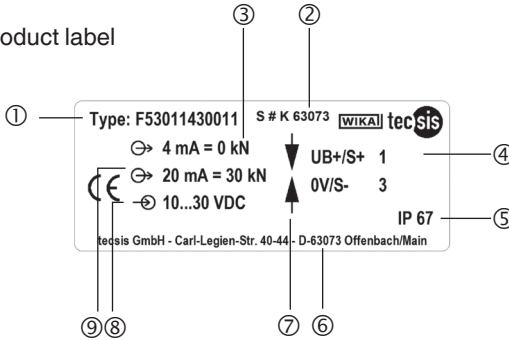 ③ ②
oduct label
①
Type: F53011430011 S # K 63073 WIKAI tecsis
4 mA = 0 kN
UB+/S+ 1 ④
CE 20 mA = 30 kN
0V/S- 3
10...30 VDC
IP 67 ⑤
tecsis GmbH - Carl-Legien-Str. 40-44 - D-63073 Offenbach/Main
⑨⑧ ⑦ ⑥